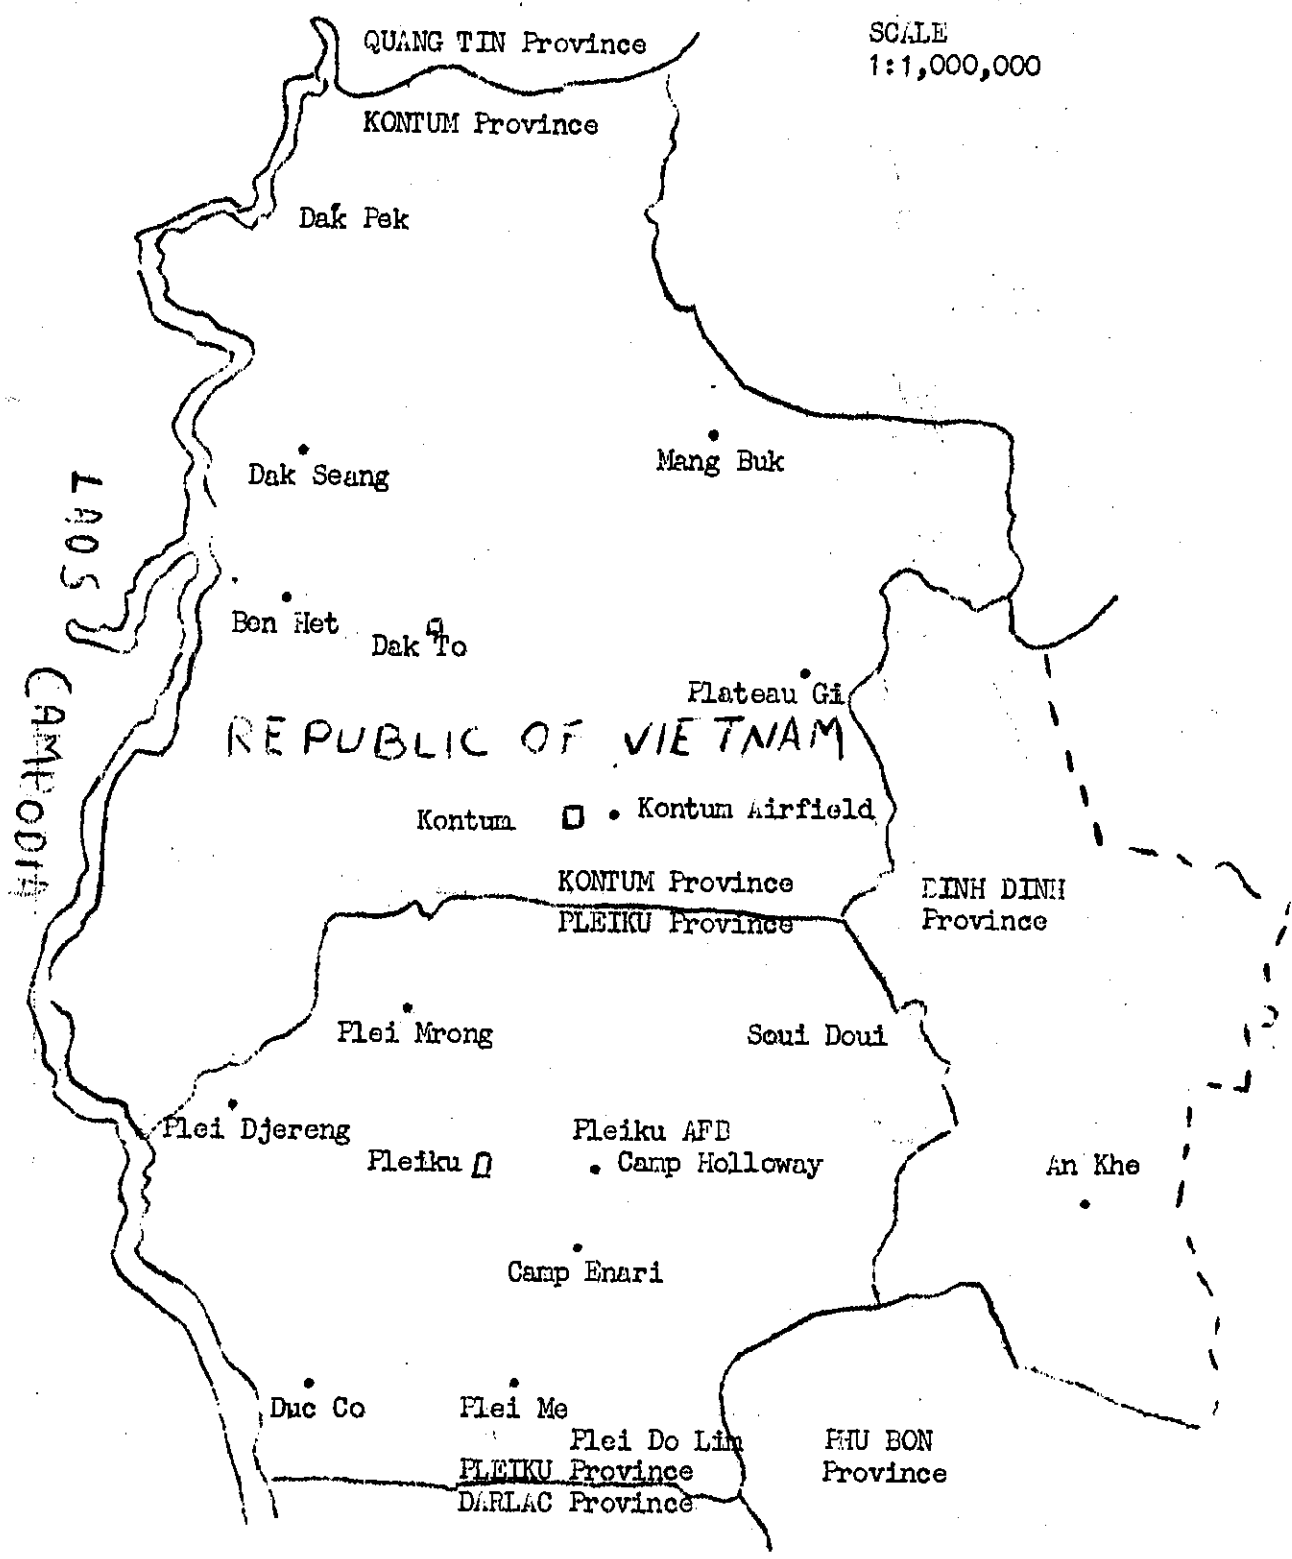 QUANG TIN Province
SCALE
1:1,000,000
KONTUM Province
Dak Pek
Dak Seang
Mang Buk
LAOS
Ben Het
Dak To
Plateau Gi
CAMBODIA
REPUBLIC OF VIETNAM
Kontum
Kontum Airfield
KONTUM Province
PLEIKU Province
BINH DINH
Province
Plei Mrong
Soui Doui
Plei Djereng
Pleiku AFB
Pleiku
Camp Holloway
An Khe
Camp Enari
Duc Co
Plei Me
Plei Do Lim
PHU BON
Province
PLEIKU Province
DARLAC Province